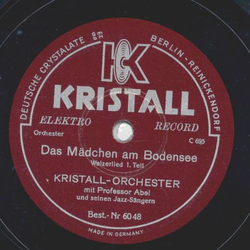 DEUTSCHE CRYSTALATE BERLIN-REINICKENDORF
KRISTALL
ELEKTRO RECORD
Orchester
Das Mädchen am Bodensee
Walzerlied 1. Teil
KRISTALL-ORCHESTER
mit Professor Abel
und seinen Jazz-Sängern
Best.-Nr 6048
MADE IN GERMANY